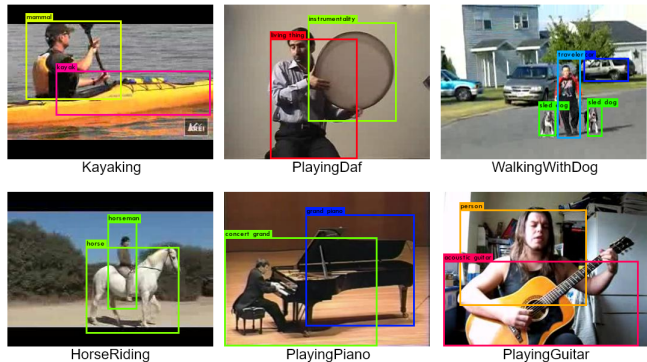 mammal
kayak
Kayaking
instrumentality
living thing
PlayingDaf
traveler
car
sled dog
sled dog
WalkingWithDog
horseman
horse
HorseRiding
grand piano
concert grand
PlayingPiano
person
acoustic guitar
PlayingGuitar